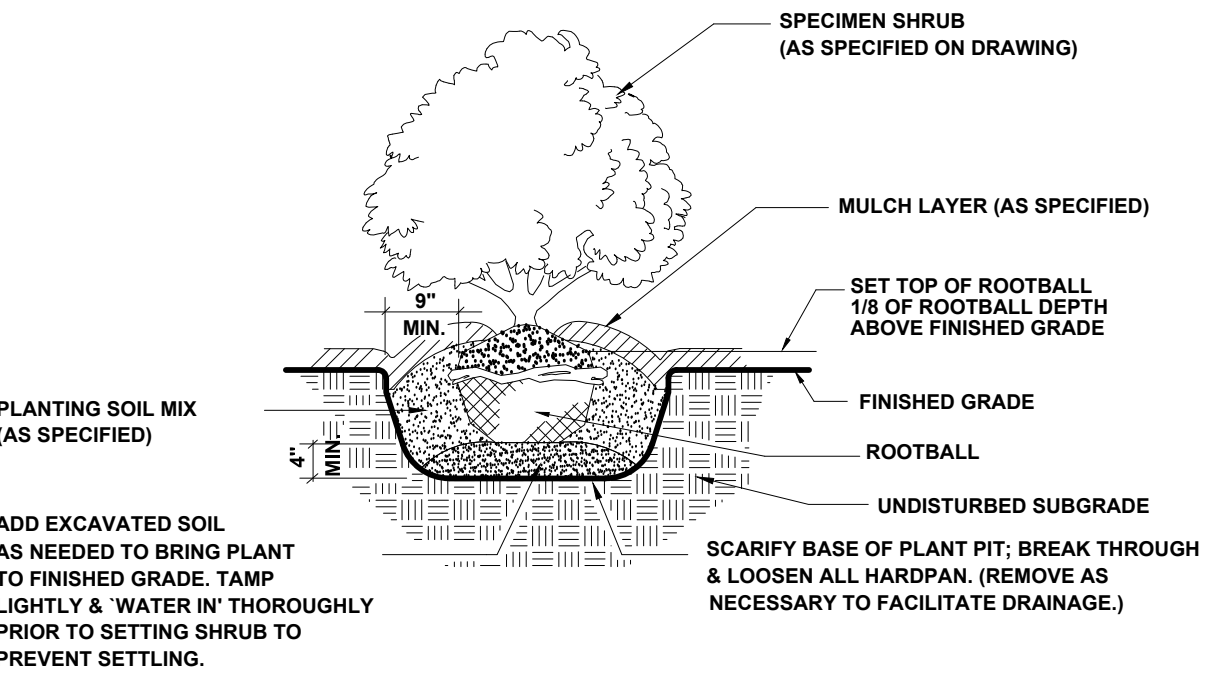 SPECIMEN SHRUB
(AS SPECIFIED ON DRAWING)
MULCH LAYER (AS SPECIFIED)
SET TOP OF ROOTBALL
1/8 OF ROOTBALL DEPTH
ABOVE FINISHED GRADE
9"
MIN.
FINISHED GRADE
PLANTING SOIL MIX
(AS SPECIFIED)
4"
MIN.
ROOTBALL
UNDISTURBED SUBGRADE
ADD EXCAVATED SOIL
AS NEEDED TO BRING PLANT
TO FINISHED GRADE. TAMP
LIGHTLY & `WATER IN' THOROUGHLY
PRIOR TO SETTING SHRUB TO
PREVENT SETTLING.
SCARIFY BASE OF PLANT PIT; BREAK THROUGH
& LOOSEN ALL HARDPAN. (REMOVE AS
NECESSARY TO FACILITATE DRAINAGE.)